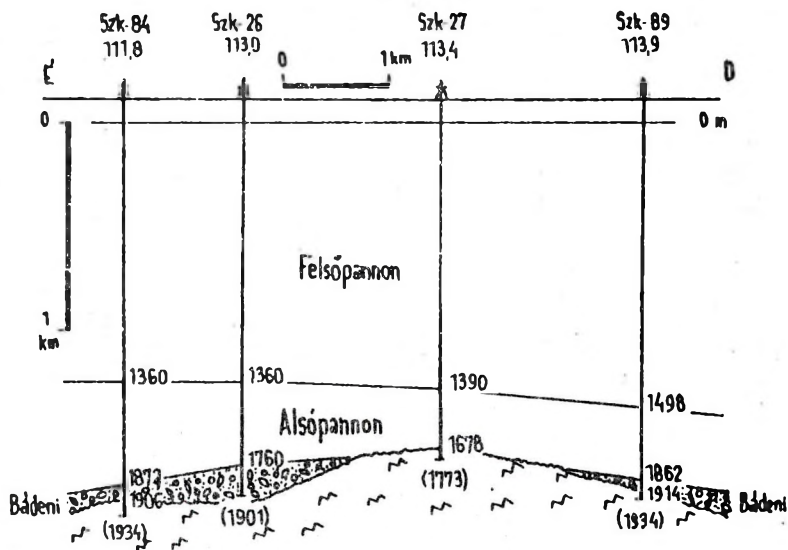 Szk-84 Szk-26 Szk-27 Szk-89
111,8 113,0 113,4 113,9
0 1 km
É D
0 0 m
Felsőpannon
1 km
1360 1360 1390 1498
Alsópannon
1872 1760 1678 1862
Bádeni 1906 (1773) 1914 Bádeni
(1934) (1901) (1934)